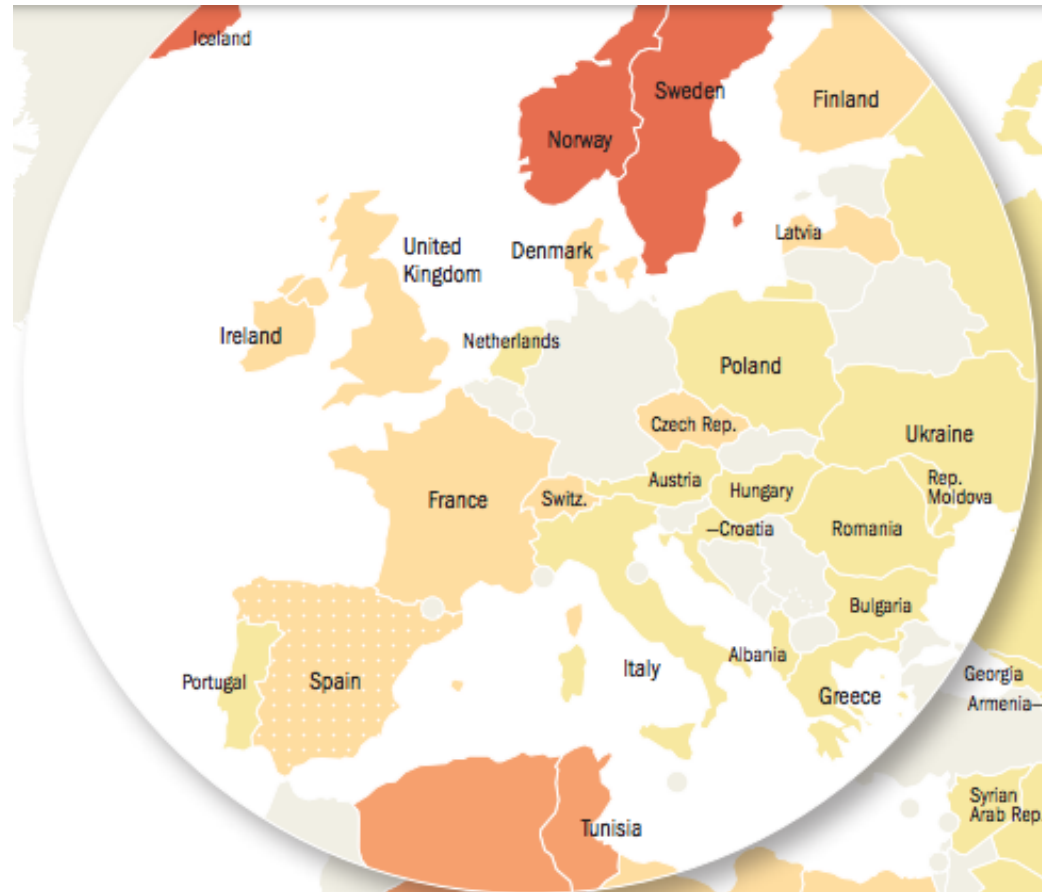 Iceland
Sweden
Finland
Norway
Latvia
United
Kingdom
Denmark
Ireland
Netherlands
Poland
Czech Rep.
Ukraine
Austria
Rep.
Moldova
Hungary
France
Switz.
–Croatia
Romania
Bulgaria
Albania
Italy
Georgia
Portugal
Spain
Greece
Armenia–
Syrian
Arab Rep.
Tunisia